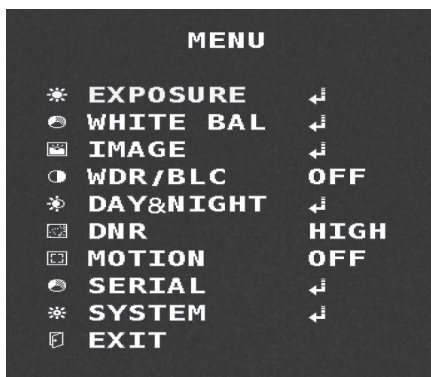 MENU
EXPOSURE ↵
WHITE BAL ↵
IMAGE ↵
WDR/BLC OFF
DAY&NIGHT ↵
DNR HIGH
MOTION OFF
SERIAL ↵
SYSTEM ↵
EXIT